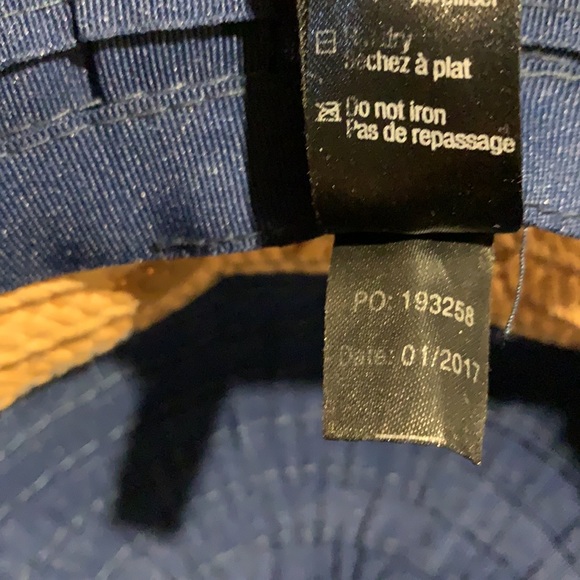 Séchez à plat
Do not iron
Pas de repassage
PO: 193258
Date: 01/2017